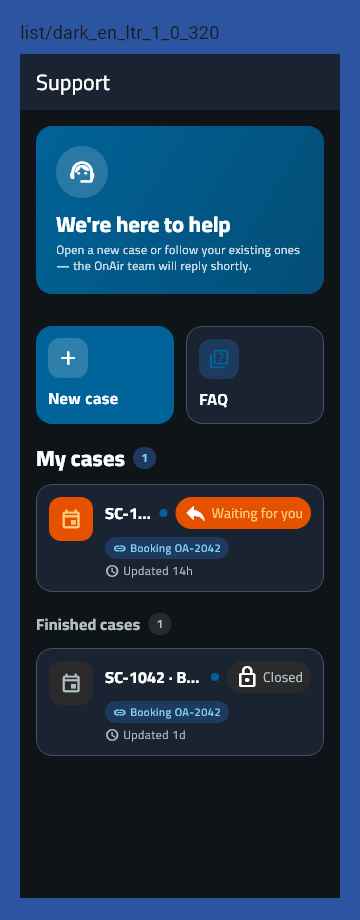 list/dark_en_ltr_1_0_320
Support
We're here to help
Open a new case or follow your existing ones
— the OnAir team will reply shortly.
New case
FAQ
My cases 1
SC-1... Waiting for you
Booking OA-2042
Updated 14h
Finished cases 1
SC-1042 · B... Closed
Booking OA-2042
Updated 1d